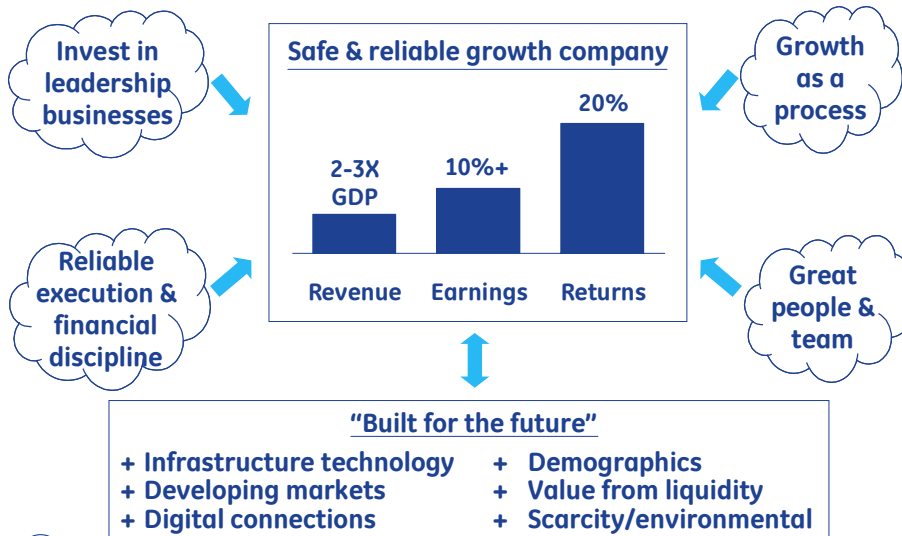 Invest in
leadership
businesses
Safe & reliable growth company
2-3X
GDP
10%+
20%
Revenue Earnings Returns
Growth
as a
process
Reliable
execution &
financial
discipline
Great
people &
team
“Built for the future”
+ Infrastructure technology
+ Developing markets
+ Digital connections
+ Demographics
+ Value from liquidity
+ Scarcity/environmental